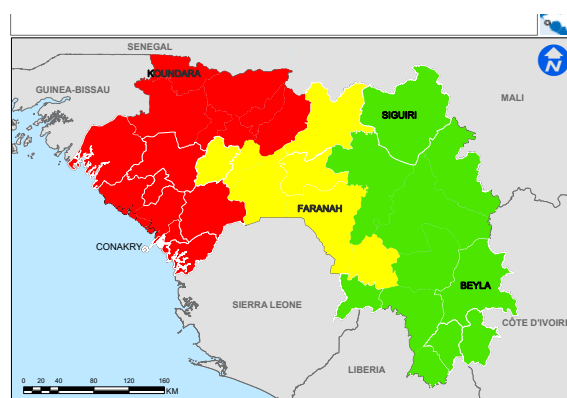 SENEGAL
KOUNDARA
N
GUINEA-BISSAU
MALI
SIGUIRI
FARANAH
CONAKRY
BEYLA
SIERRA LEONE
CÔTE D'IVOIRE
LIBERIA
0 20 40 80 120 160
KM